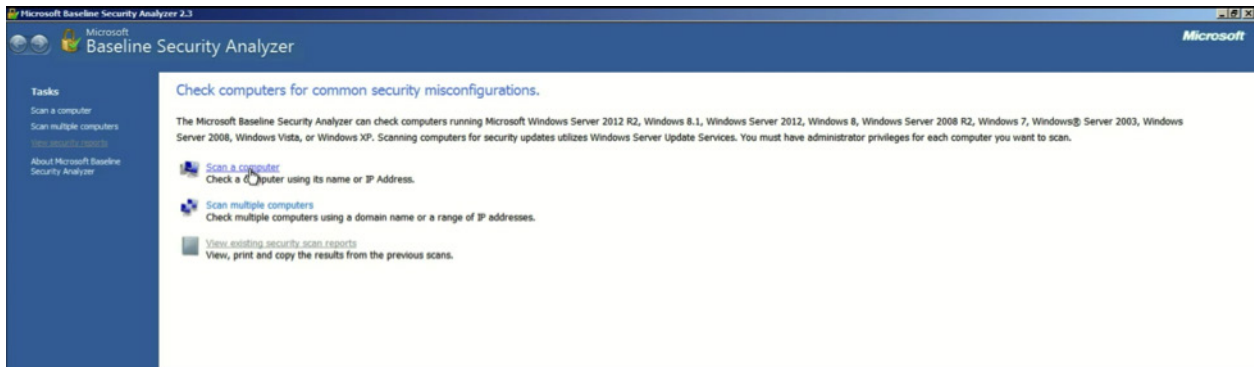 Microsoft Baseline Security Analyzer 2.3
Microsoft
Baseline Security Analyzer
Microsoft
Tasks
Scan a computer
Scan multiple computers
View security reports
About Microsoft Baseline
Security Analyzer
Check computers for common security misconfigurations.
The Microsoft Baseline Security Analyzer can check computers running Microsoft Windows Server 2012 R2, Windows 8.1, Windows Server 2012, Windows 8, Windows Server 2008 R2, Windows 7, Windows® Server 2003, Windows
Server 2008, Windows Vista, or Windows XP. Scanning computers for security updates utilizes Windows Server Update Services. You must have administrator privileges for each computer you want to scan.
Scan a computer
Check a computer using its name or IP Address.
Scan multiple computers
Check multiple computers using a domain name or a range of IP addresses.
View existing security scan reports
View, print and copy the results from the previous scans.